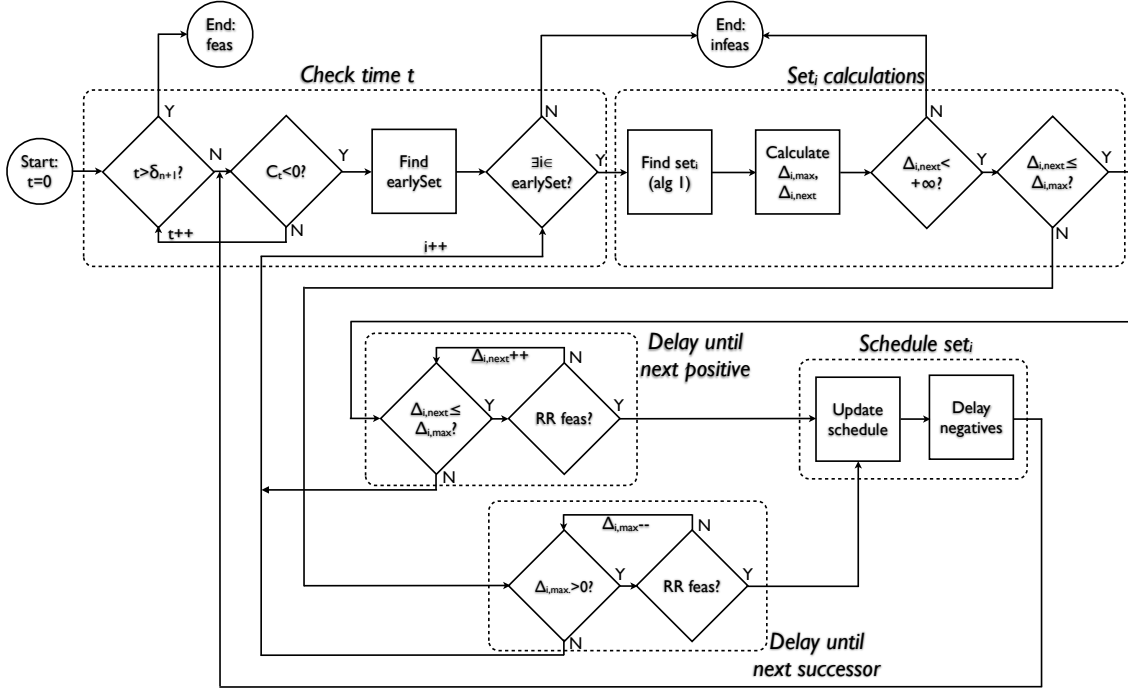 End:
feas
End:
infeas
Check time t
Setᵢ calculations
Start:
t=0
Y
t>δₙ₊₁?
N
Cₜ<0?
Y
N
t++
Find
earlySet
N
∃i∈
earlySet?
Y
i++
Find setᵢ
(alg 1)
Calculate
Δi,max,
Δi,next
N
Δi,next<
+∞?
Y
Δi,next≤
Δi,max?
Y
N
Delay until
next positive
Δi,next++
N
Δi,next≤
Δi,max?
Y
N
RR feas?
Y
Schedule setᵢ
Update
schedule
Delay
negatives
Δi,max--
N
Δi,max.>0?
Y
N
RR feas?
Y
Delay until
next successor